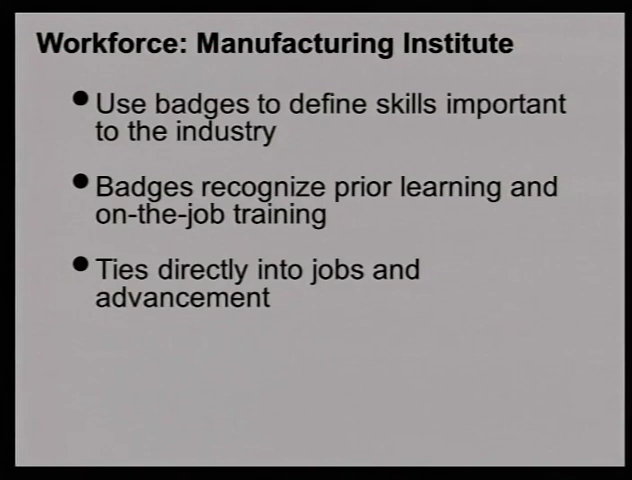 Workforce: Manufacturing Institute
Use badges to define skills important
to the industry
Badges recognize prior learning and
on-the-job training
Ties directly into jobs and
advancement